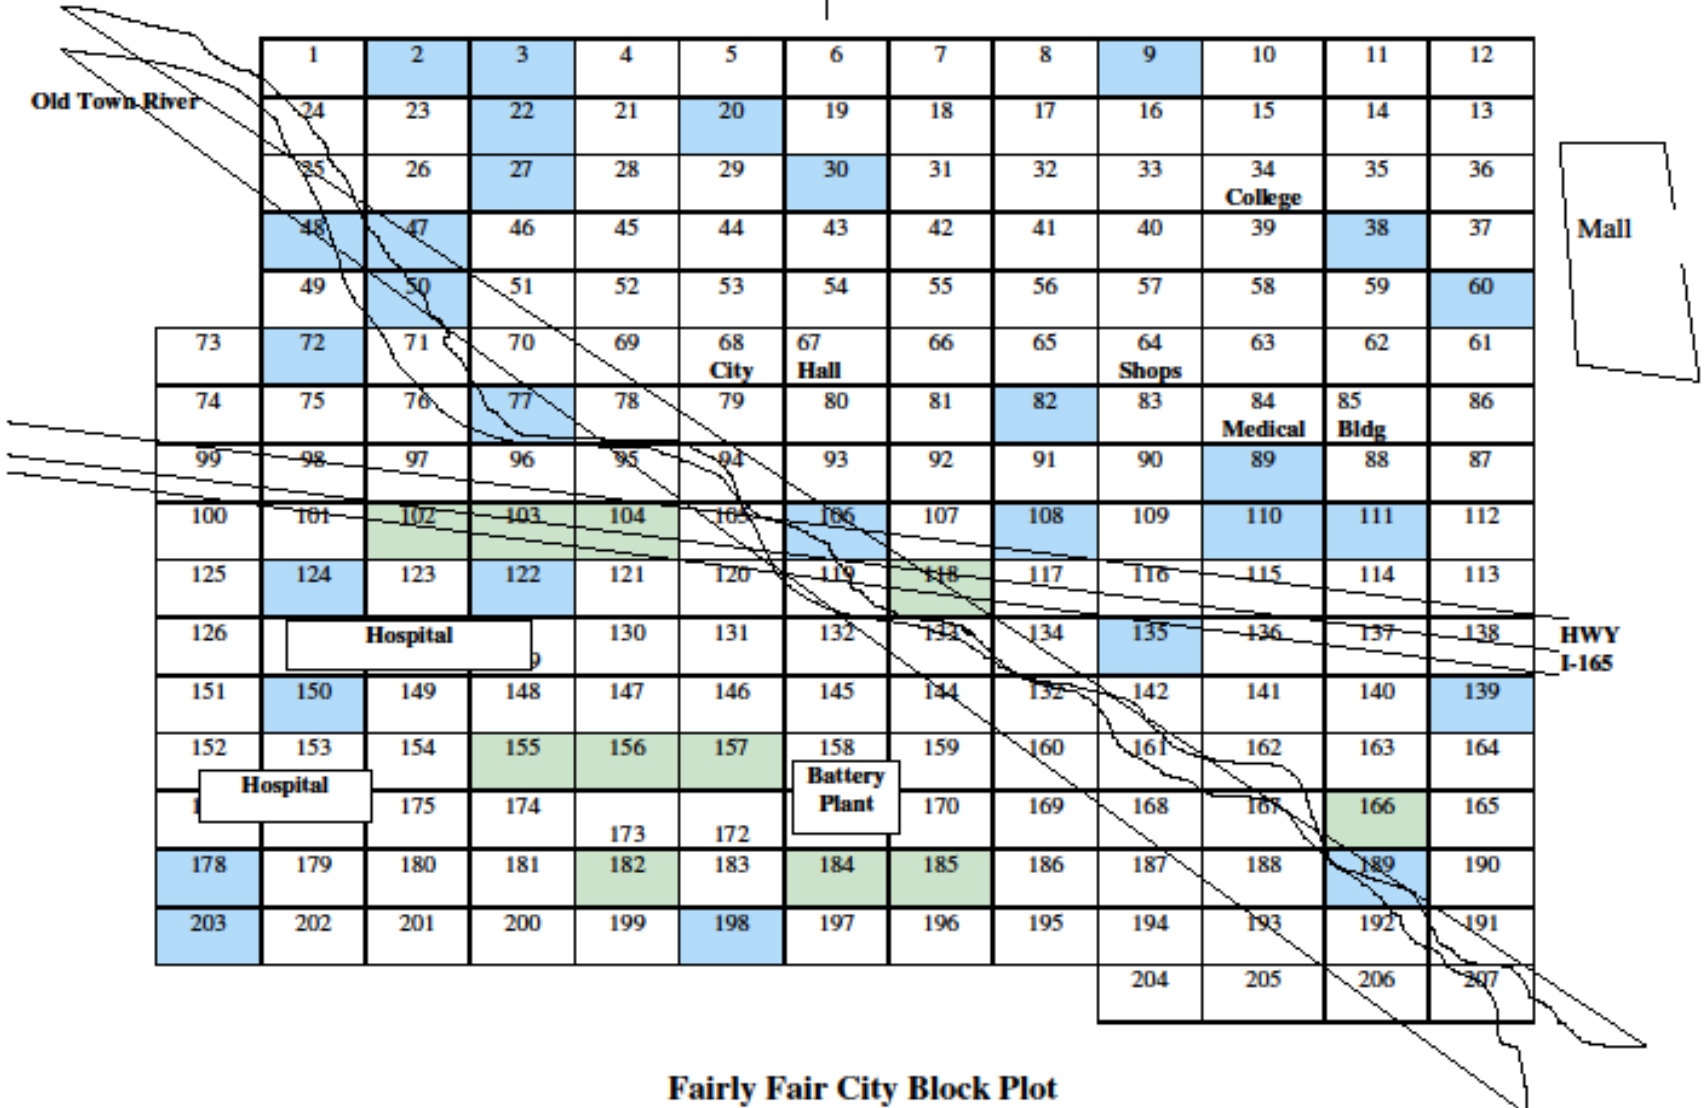 1 2 3 4 5 6 7 8 9 10 11 12
Old Town River
24 23 22 21 20 19 18 17 16 15 14 13
25 26 27 28 29 30 31 32 33 34 35 36
College
48 47 46 45 44 43 42 41 40 39 38 37
Mall
49 50 51 52 53 54 55 56 57 58 59 60
73 72 71 70 69 68 67 66 65 64 63 62 61
City Hall Shops
74 75 76 77 78 79 80 81 82 83 84 85 86
Medical Bldg
99 98 97 96 95 94 93 92 91 90 89 88 87
100 101 102 103 104 105 106 107 108 109 110 111 112
125 124 123 122 121 120 119 118 117 116 115 114 113
126 Hospital 130 131 132 133 134 135 136 137 138 HWY
9 I-165
151 150 149 148 147 146 145 144 132 142 141 140 139
152 153 154 155 156 157 158 159 160 161 162 163 164
Hospital Battery
Plant
1 175 174 170 169 168 167 166 165
173 172
178 179 180 181 182 183 184 185 186 187 188 189 190
203 202 201 200 199 198 197 196 195 194 193 192 191
204 205 206 207
Fairly Fair City Block Plot